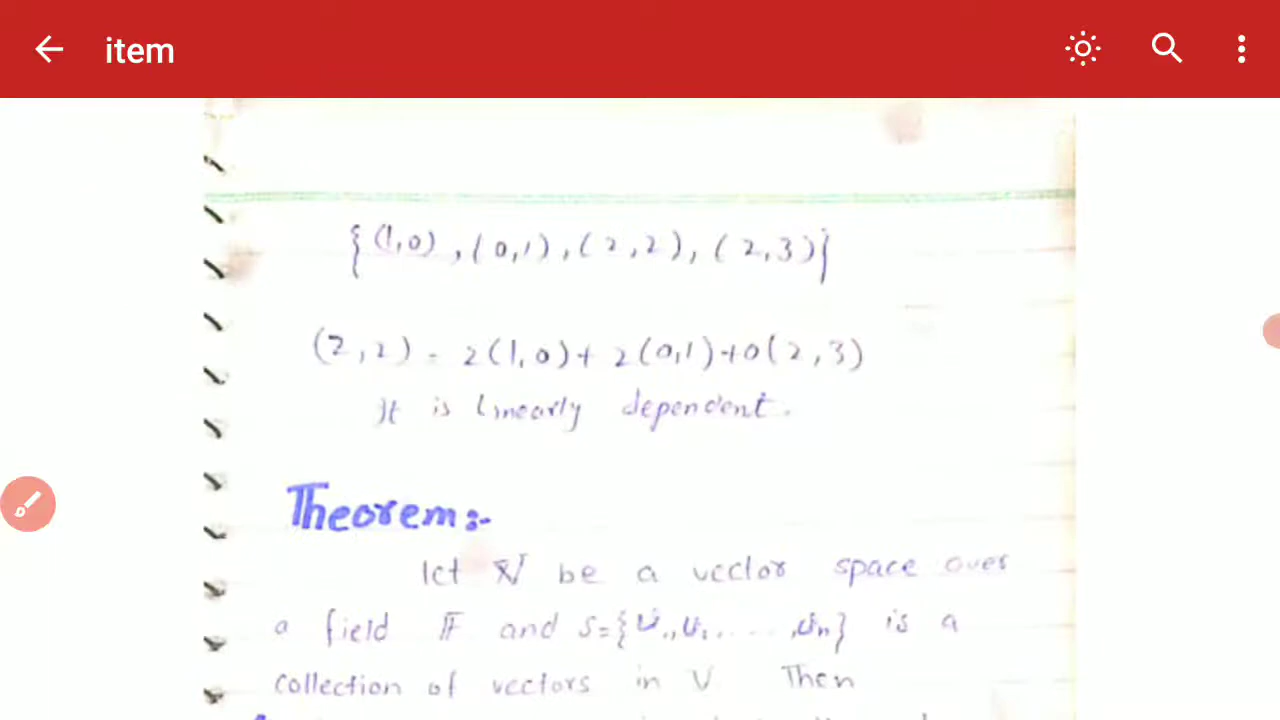 item
{(1,0), (0,1), (2,2), (2,3)}
(2,2) = 2(1,0)+ 2(0,1)+0(2,3)
It is linearly dependent.
Theorem:-
let V be a vector space over
a field F and S={v₁,v₂.....,vn} is a
collection of vectors in V. Then